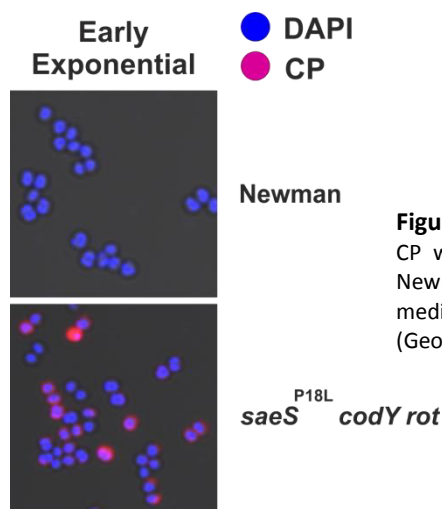 Early
Exponential
DAPI
CP
Newman
Figu
CP w
New
medi
(Geo
saeS P18L codY rot